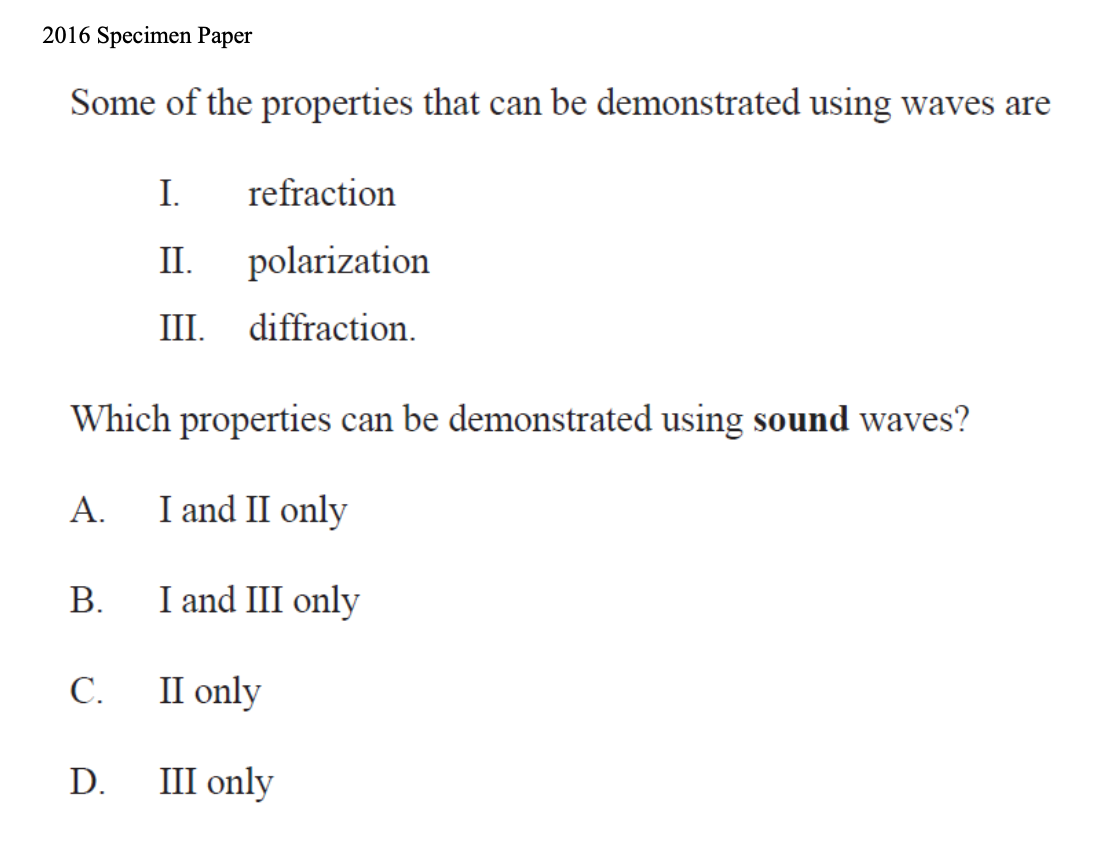 2016 Specimen Paper
Some of the properties that can be demonstrated using waves are
I. refraction
II. polarization
III. diffraction.
Which properties can be demonstrated using sound waves?
A. I and II only
B. I and III only
C. II only
D. III only